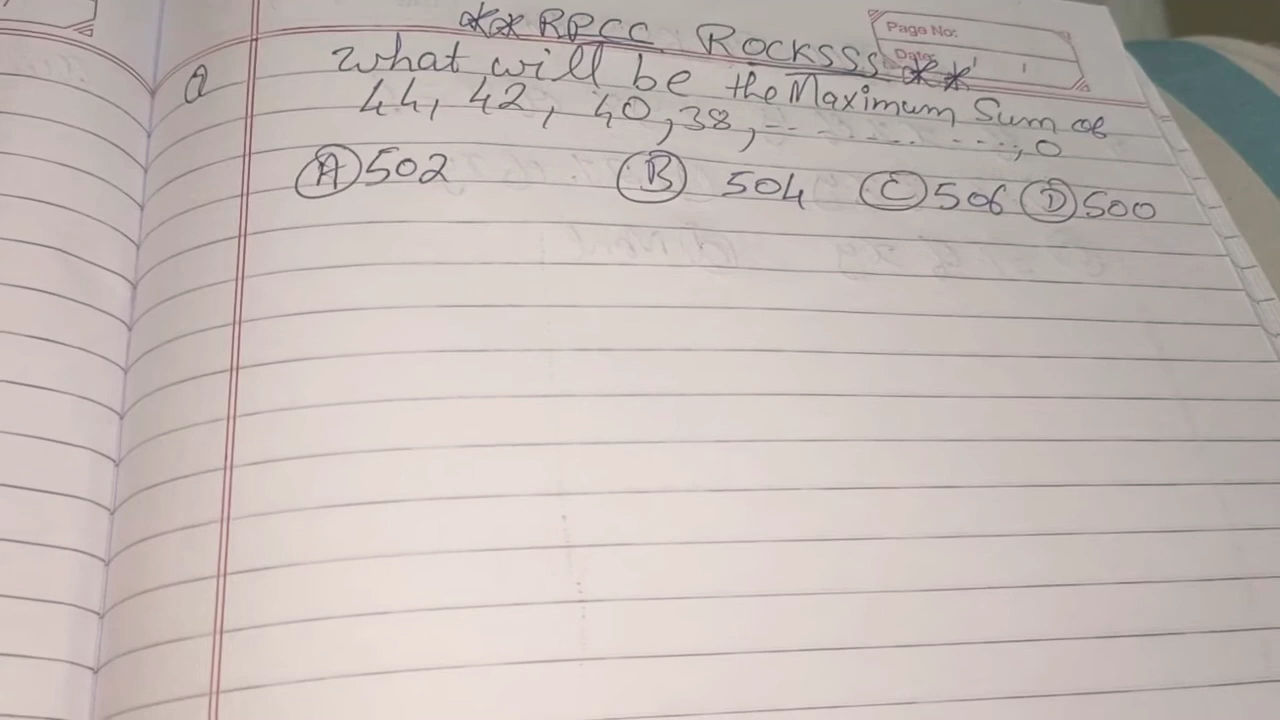 ** RPCC ROCKSSS **
Page No:
Date:
Q What will be the Maximum Sum of
44, 42, 40, 38, -- - - - - - - ..., 0
(A) 502 (B) 504 (C) 506 (D) 500